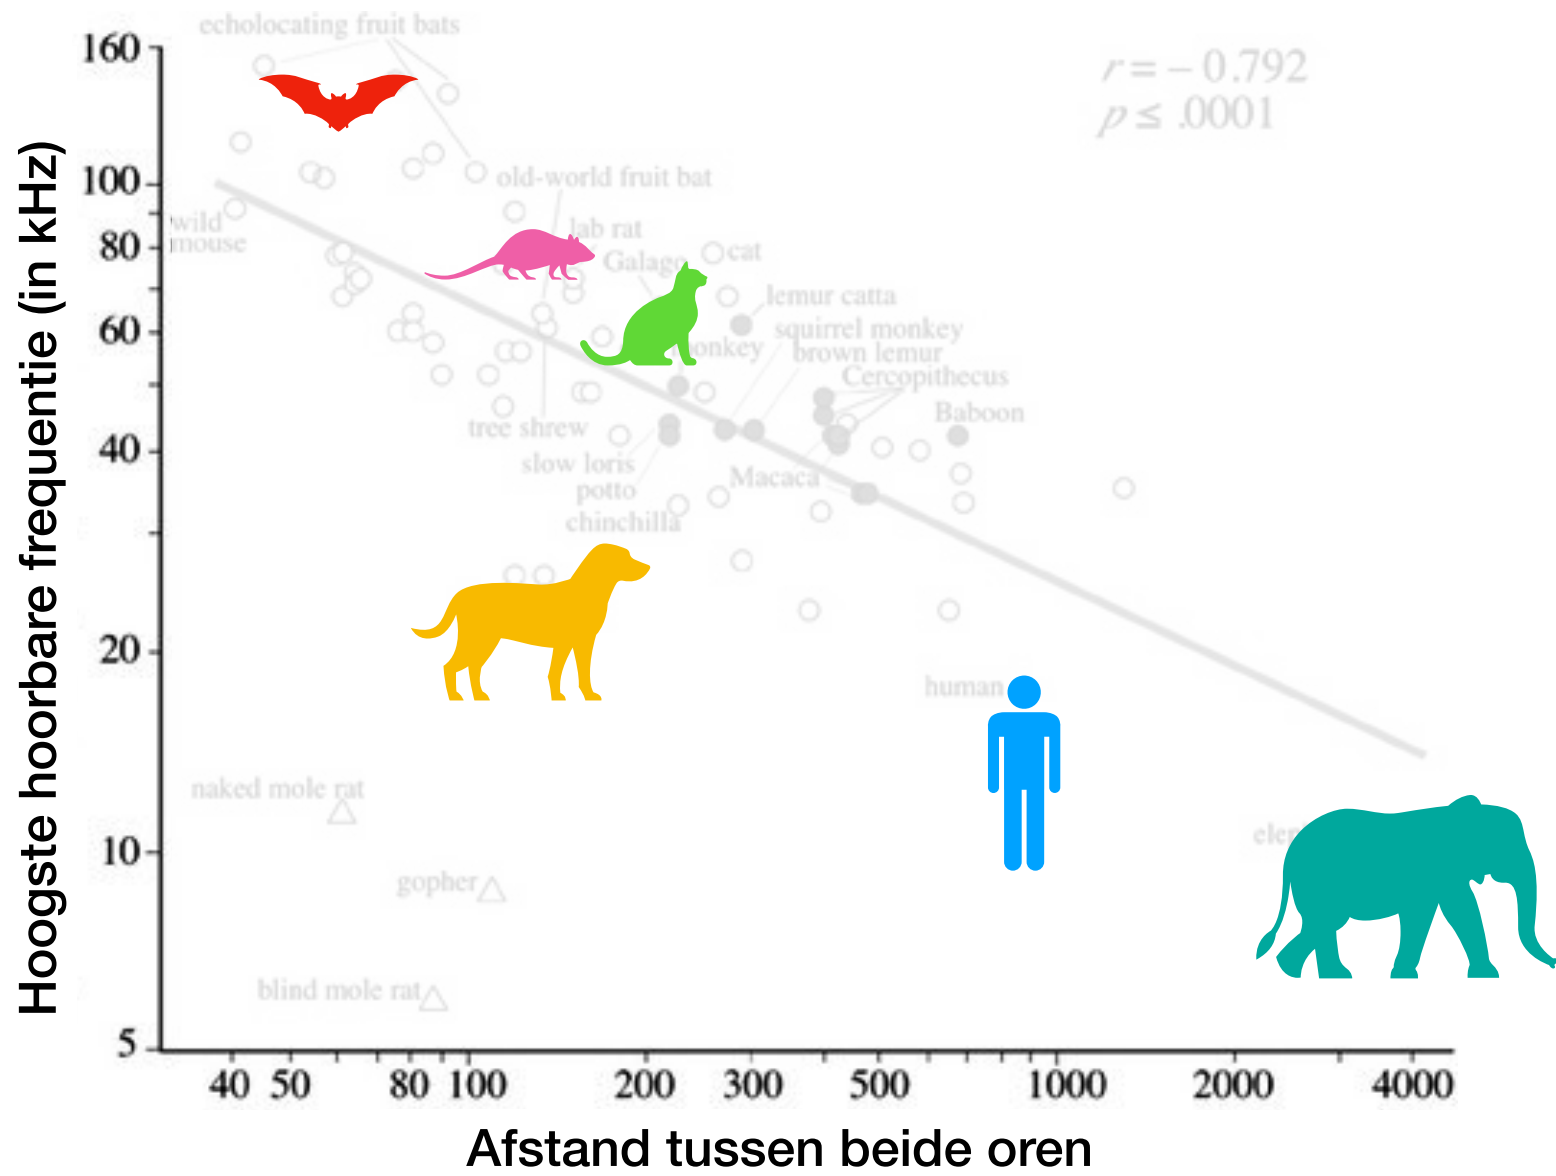 echolocating fruit bats
160
r = – 0.792
p ≤ .0001
100
old-world fruit bat
wild
mouse
lab rat
80
Galago
cat
lemur catta
60
squirrel monkey
brown lemur
Cercopithecus
Baboon
tree shrew
40
slow loris
Macaca
potto
chinchilla
20
human
naked mole rat
10
gopher
blind mole rat
5
40 50 80 100 200 300 500 1000 2000 4000
Hoogste hoorbare frequentie (in kHz)
Afstand tussen beide oren